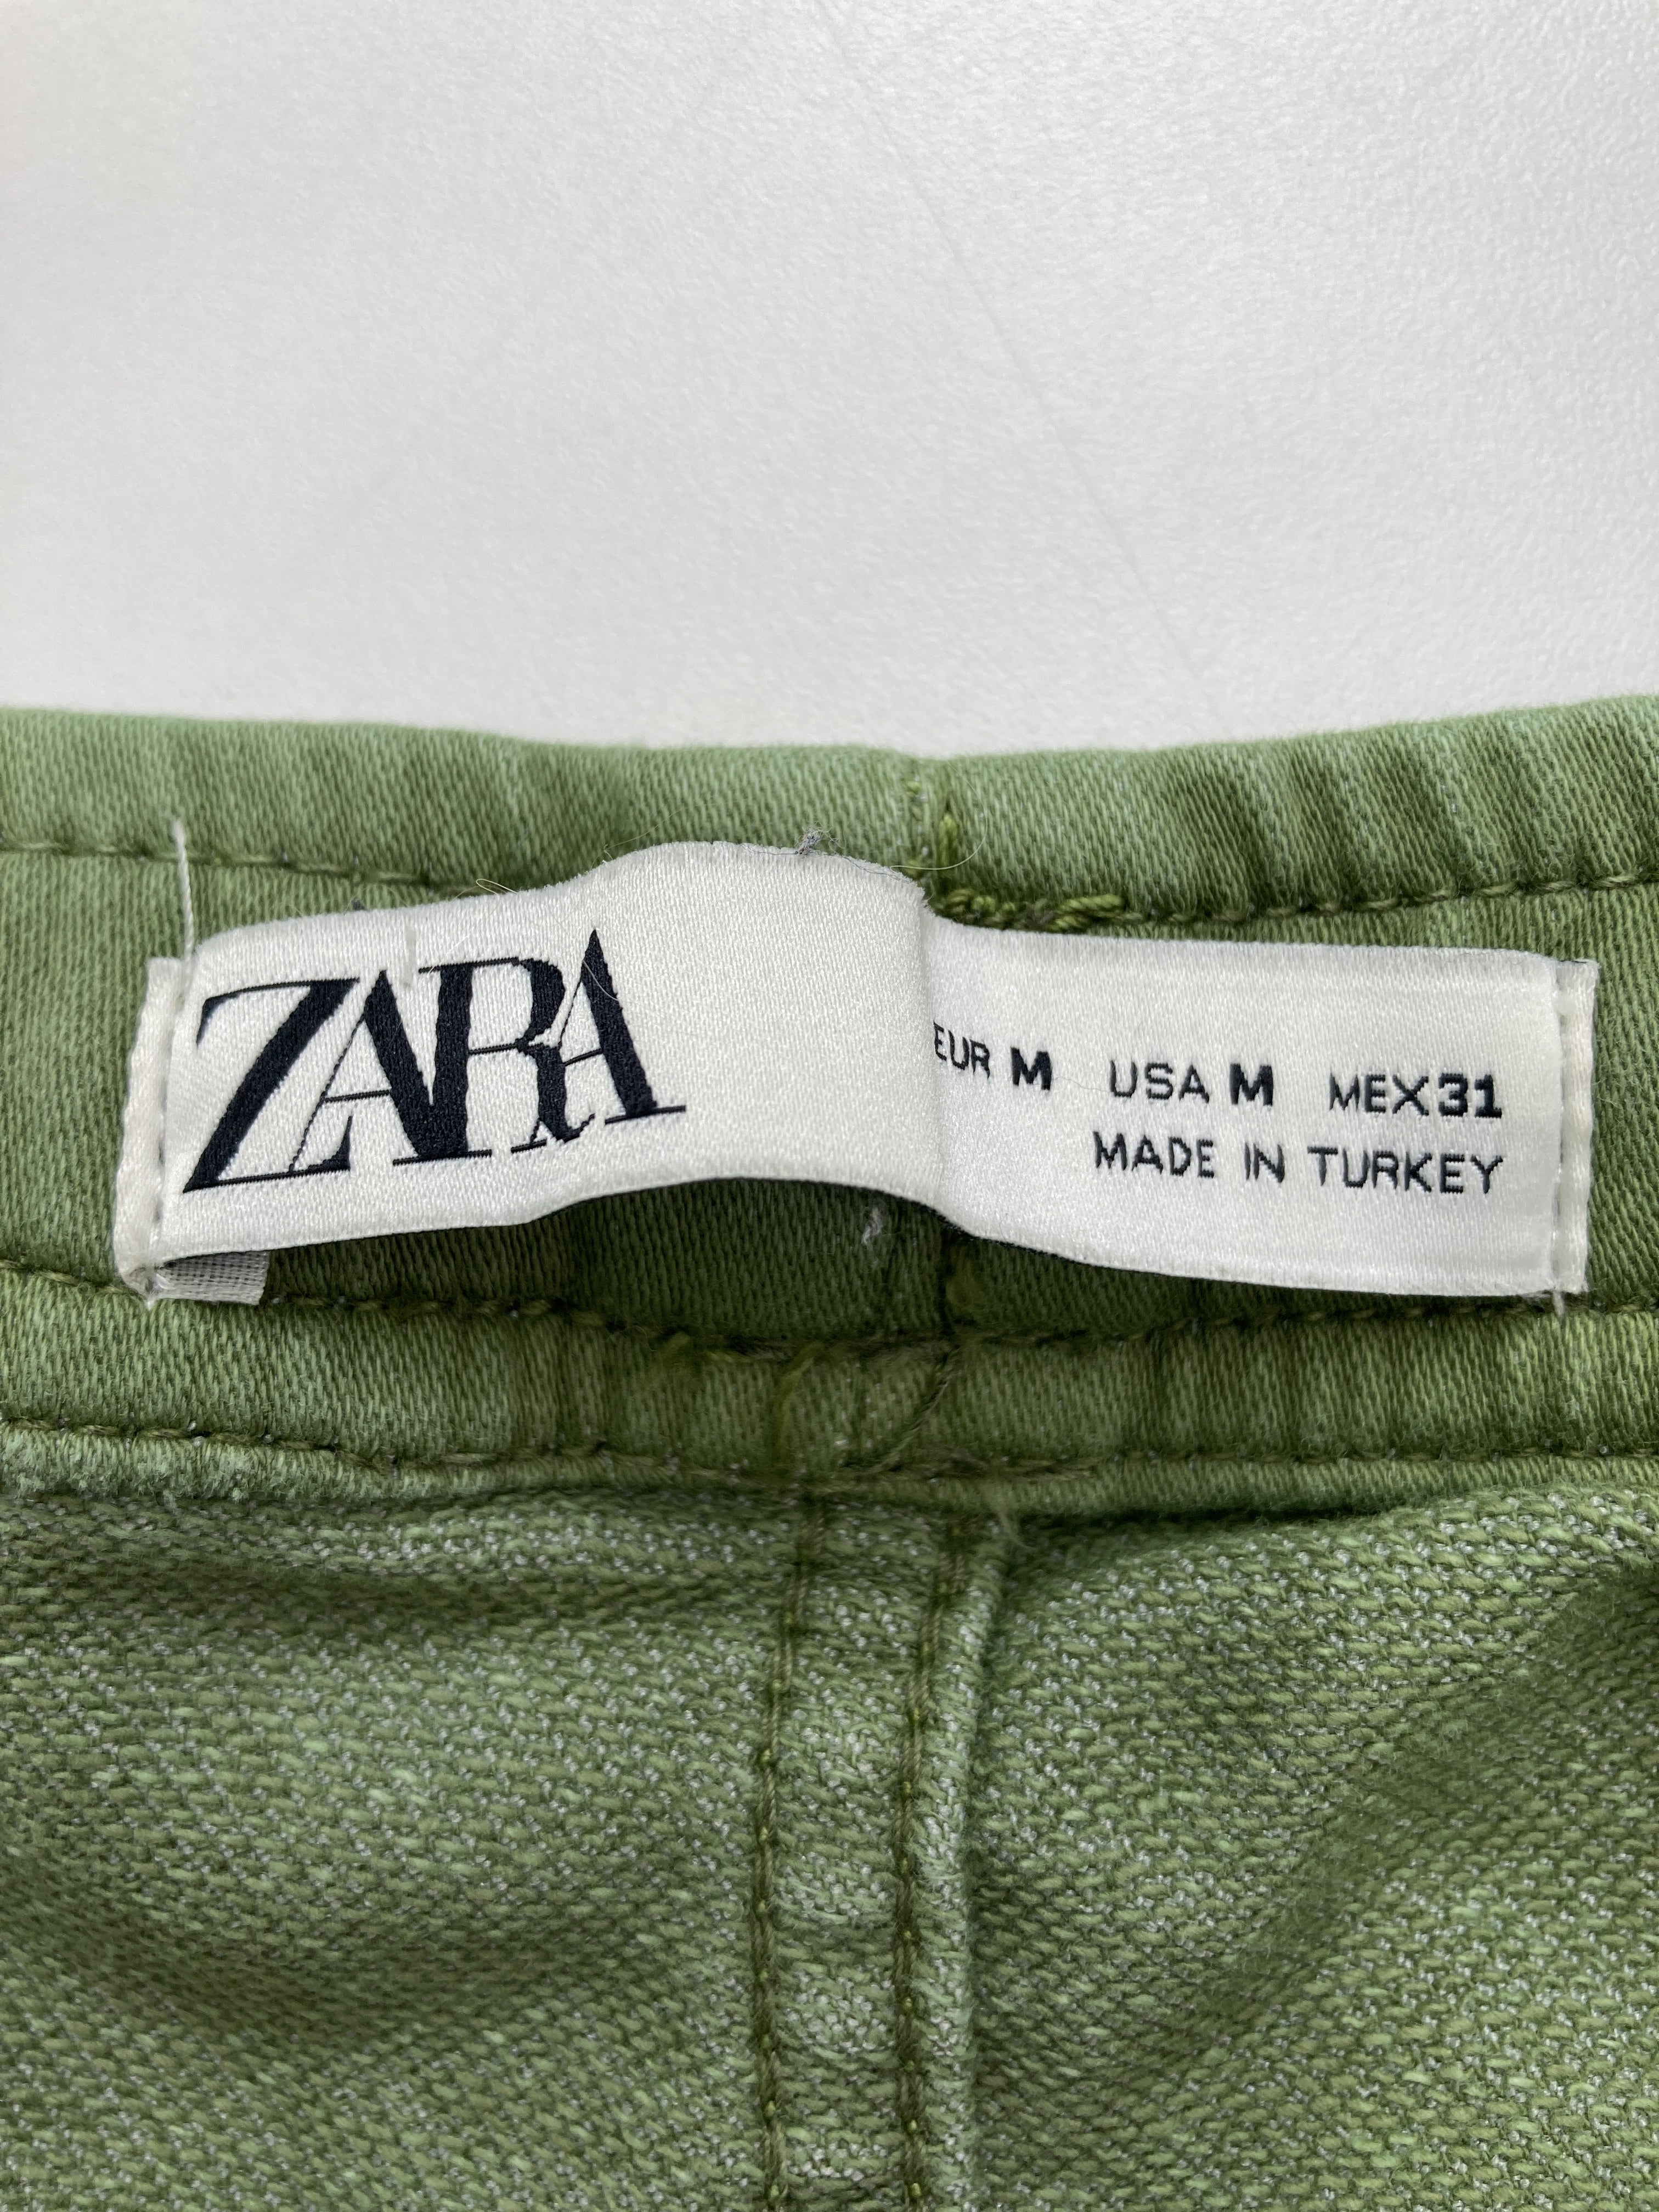 ZARA
EUR M USA M MEX 31
MADE IN TURKEY